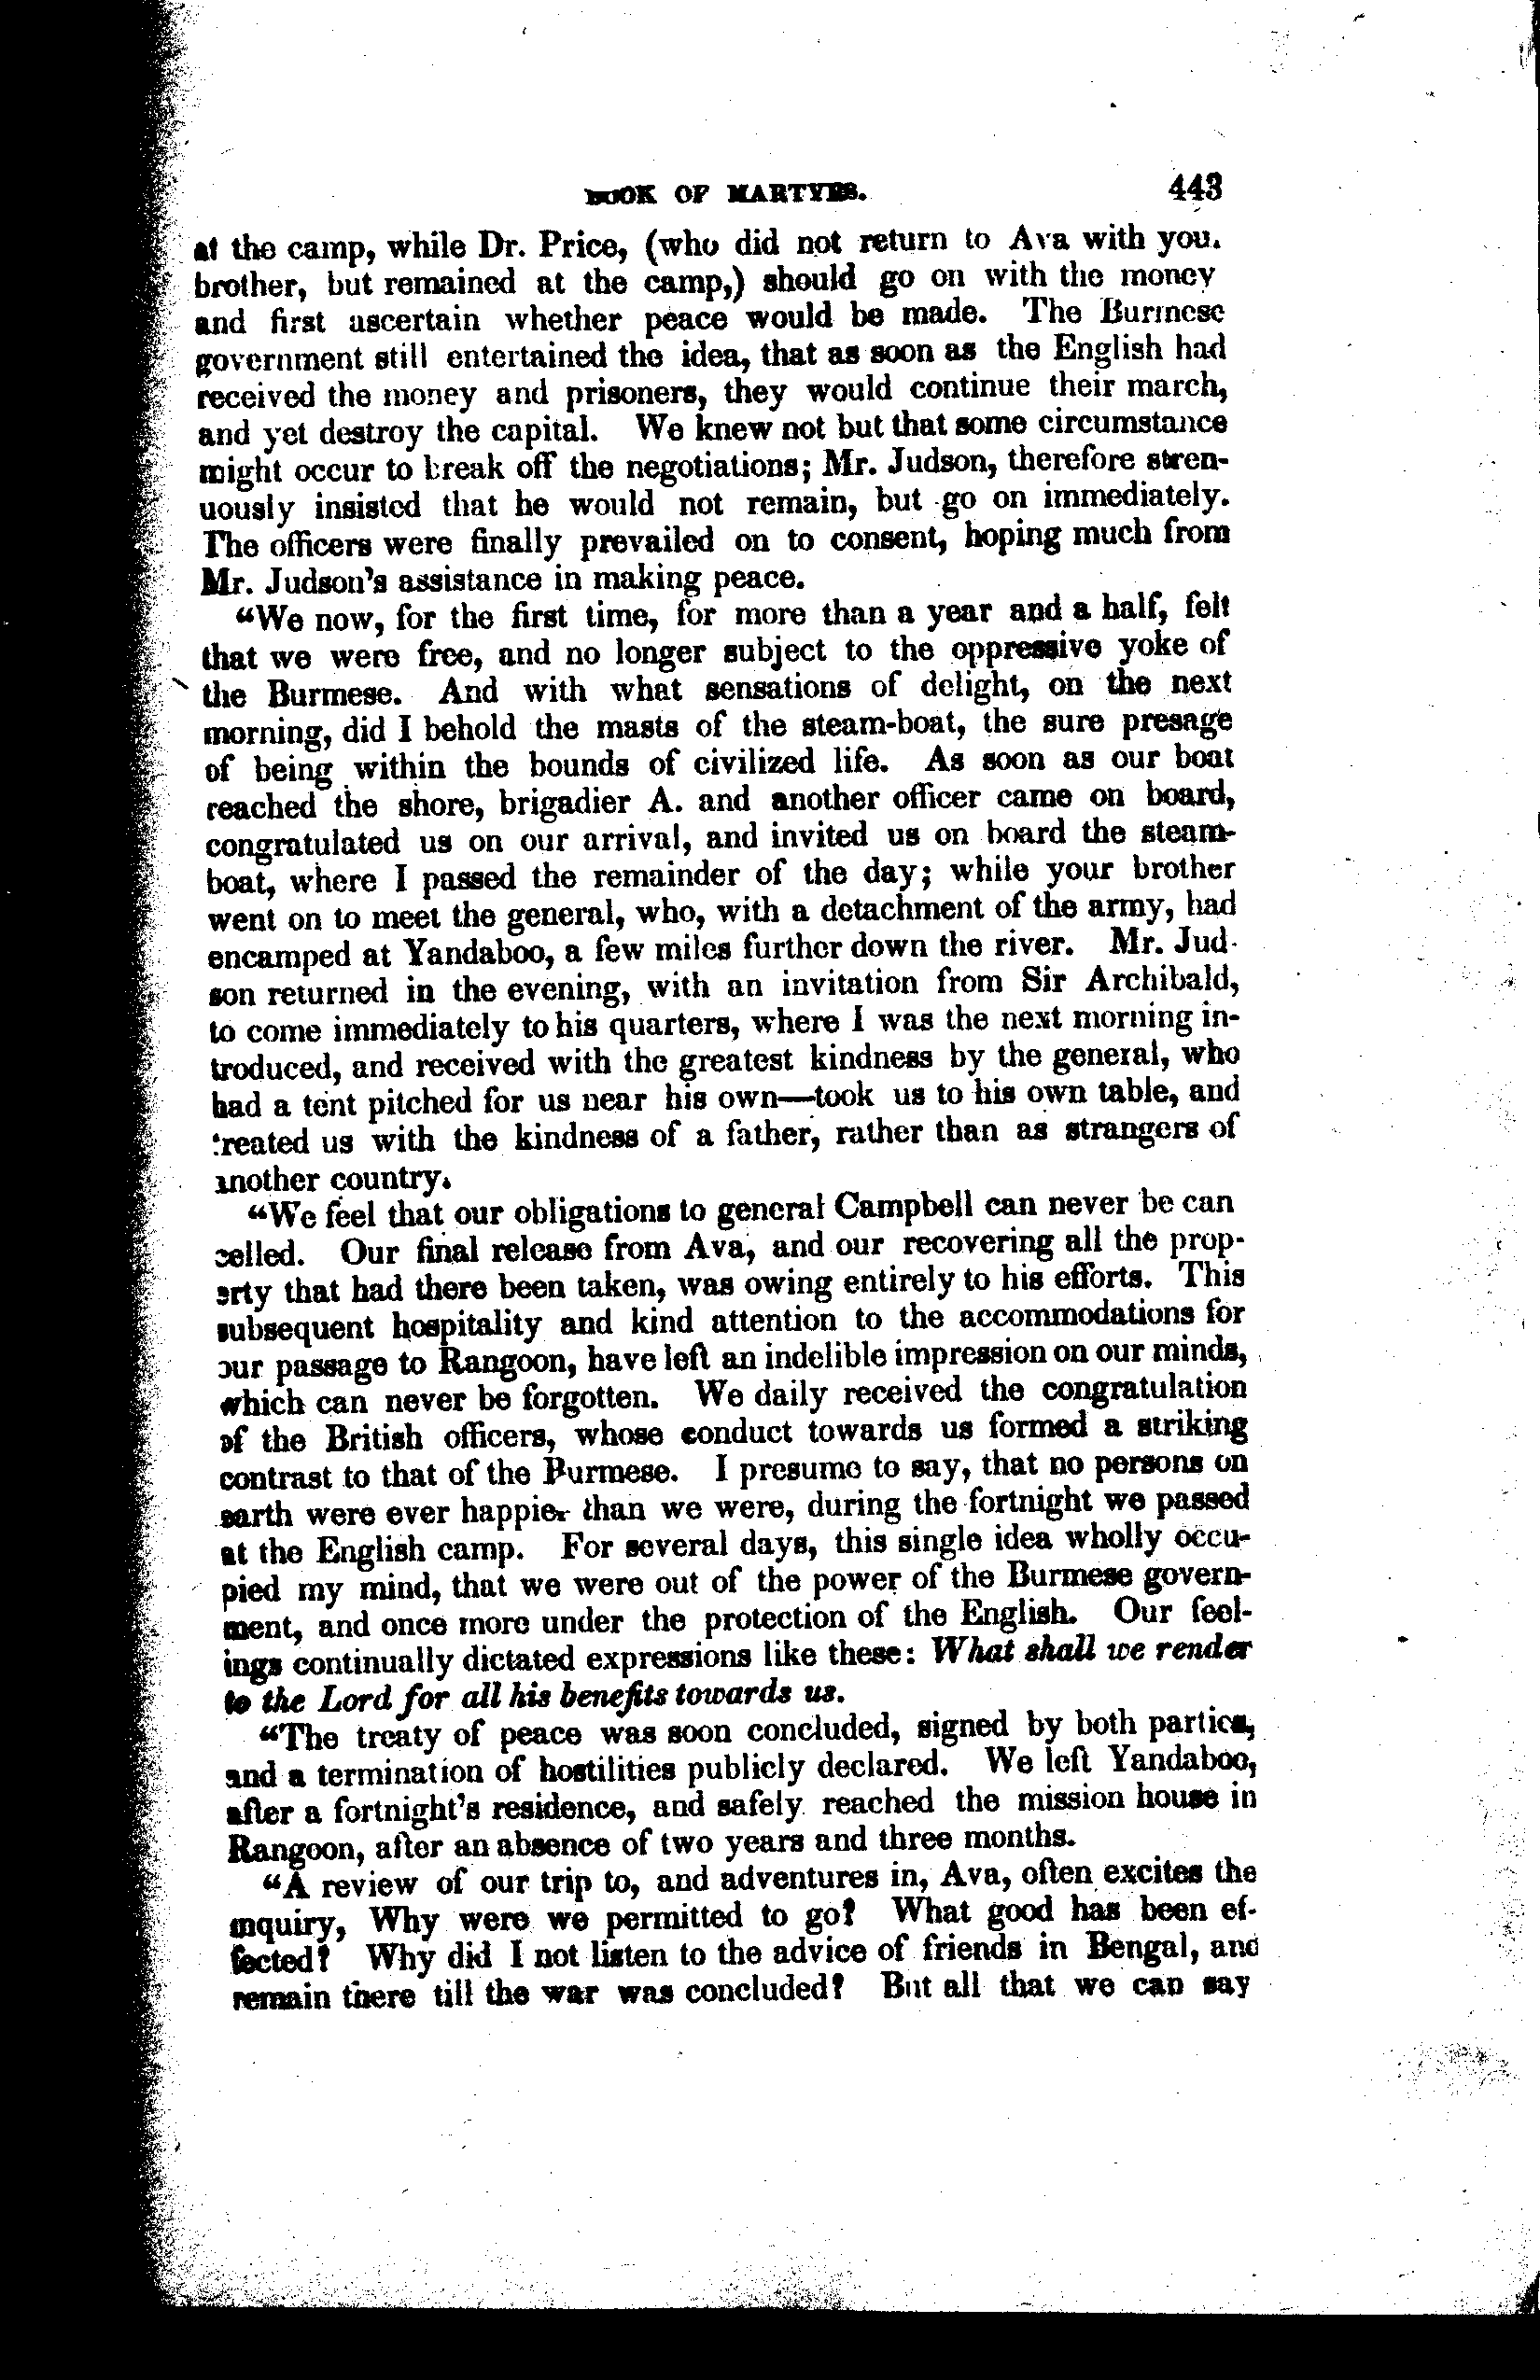 BOOK OF MARTYRS. 443
at the camp, while Dr. Price, (who did not return to Ava with you.
brother, but remained at the camp,) should go on with the money
and first ascertain whether peace would be made. The Burmese
government still entertained the idea, that as soon as the English had
received the money and prisoners, they would continue their march,
and yet destroy the capital. We knew not but that some circumstance
might occur to break off the negotiations; Mr. Judson, therefore stren-
uously insisted that he would not remain, but go on immediately.
The officers were finally prevailed on to consent, hoping much from
Mr. Judson's assistance in making peace.
"We now, for the first time, for more than a year and a half, felt
that we were free, and no longer subject to the oppressive yoke of
the Burmese. And with what sensations of delight, on the next
morning, did I behold the masts of the steam-boat, the sure presage
of being within the bounds of civilized life. As soon as our boat
reached the shore, brigadier A. and another officer came on board,
congratulated us on our arrival, and invited us on board the steam-
boat, where I passed the remainder of the day; while your brother
went on to meet the general, who, with a detachment of the army, had
encamped at Yandaboo, a few miles further down the river. Mr. Jud-
son returned in the evening, with an invitation from Sir Archibald,
to come immediately to his quarters, where I was the next morning in-
troduced, and received with the greatest kindness by the general, who
had a tent pitched for us near his own—took us to his own table, and
treated us with the kindness of a father, rather than as strangers of
another country.
"We feel that our obligations to general Campbell can never be can
celled. Our final release from Ava, and our recovering all the prop-
erty that had there been taken, was owing entirely to his efforts. This
subsequent hospitality and kind attention to the accommodations for
our passage to Rangoon, have left an indelible impression on our minds,
which can never be forgotten. We daily received the congratulation
of the British officers, whose conduct towards us formed a striking
contrast to that of the Burmese. I presume to say, that no persons on
earth were ever happier than we were, during the fortnight we passed
at the English camp. For several days, this single idea wholly occu-
pied my mind, that we were out of the power of the Burmese govern-
ment, and once more under the protection of the English. Our feel-
ings continually dictated expressions like these: What shall we render
to the Lord for all his benefits towards us.
"The treaty of peace was soon concluded, signed by both parties,
and a termination of hostilities publicly declared. We left Yandaboo,
after a fortnight's residence, and safely reached the mission house in
Rangoon, after an absence of two years and three months.
"A review of our trip to, and adventures in, Ava, often excites the
inquiry, Why were we permitted to go? What good has been ef-
fected? Why did I not listen to the advice of friends in Bengal, and
remain there till the war was concluded? But all that we can say